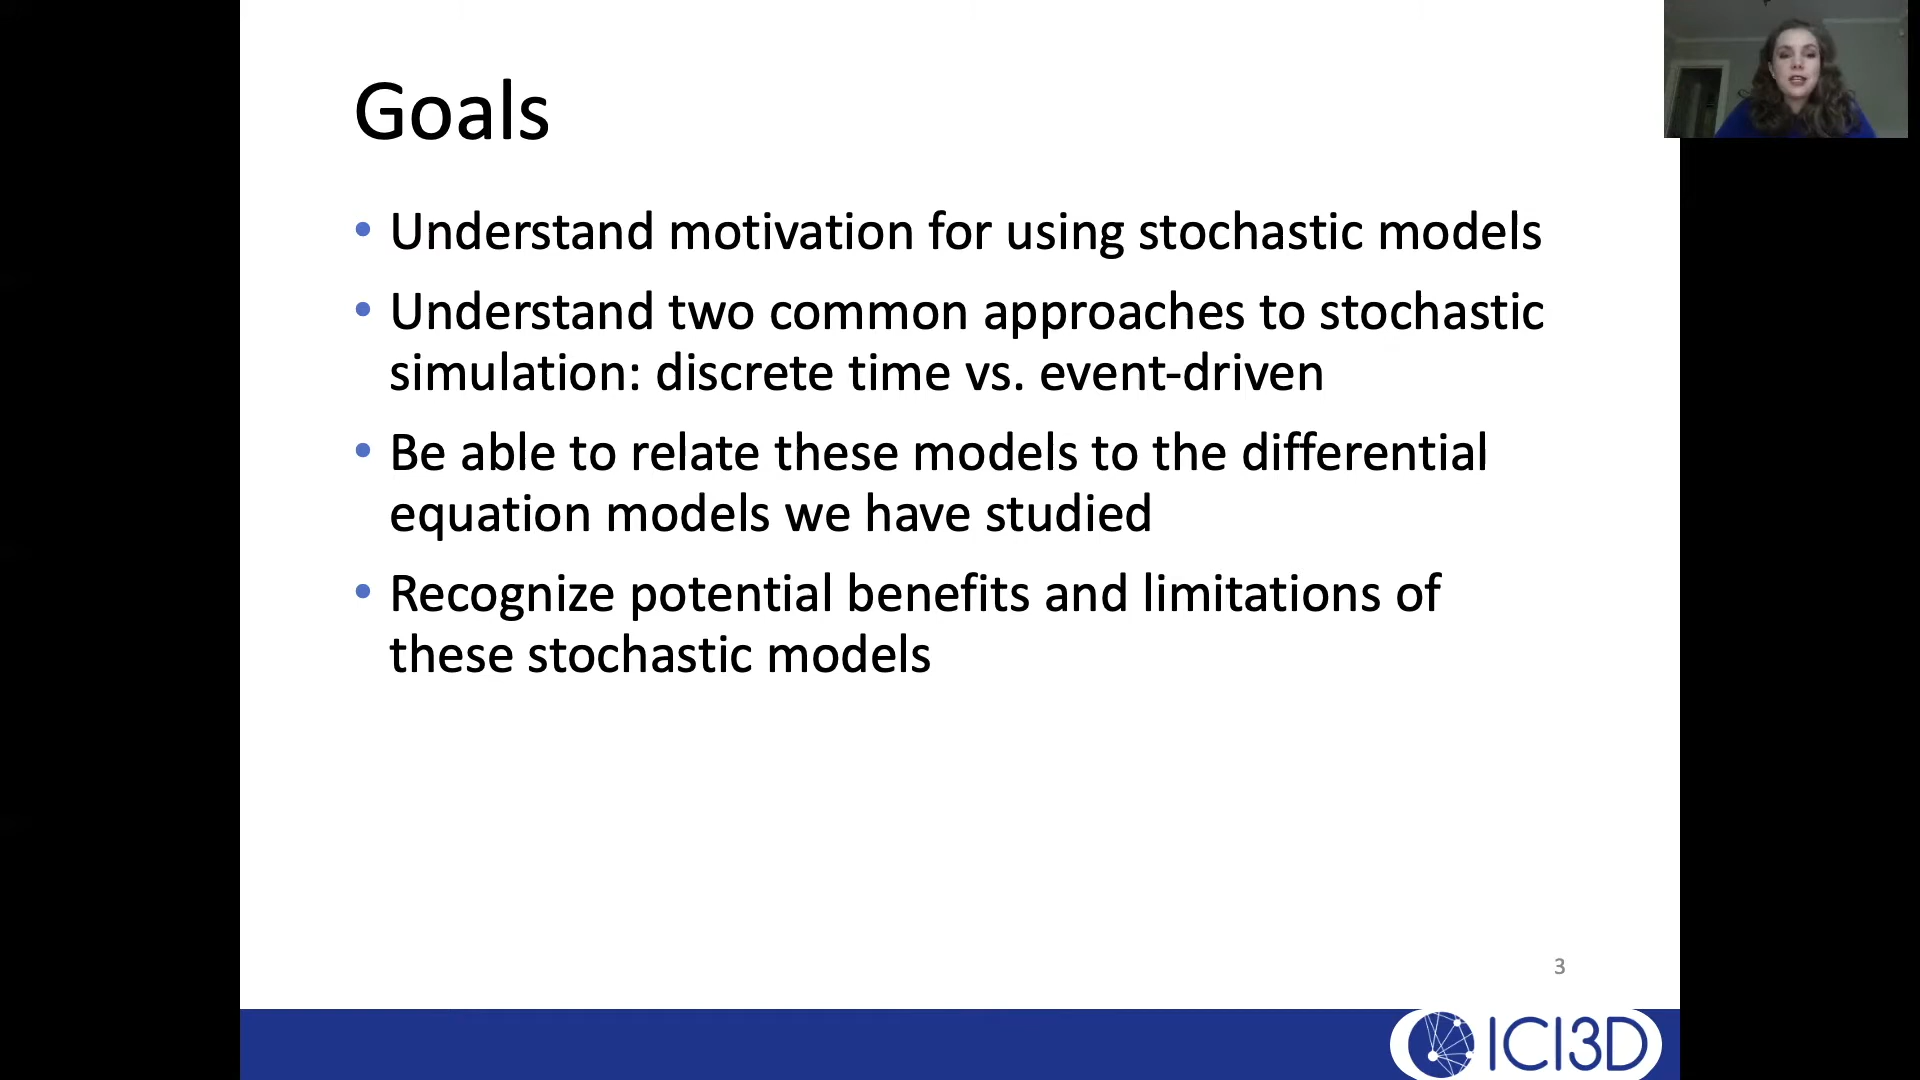 Goals
• Understand motivation for using stochastic models
• Understand two common approaches to stochastic
simulation: discrete time vs. event-driven
• Be able to relate these models to the differential
equation models we have studied
• Recognize potential benefits and limitations of
these stochastic models
3
ICI3D